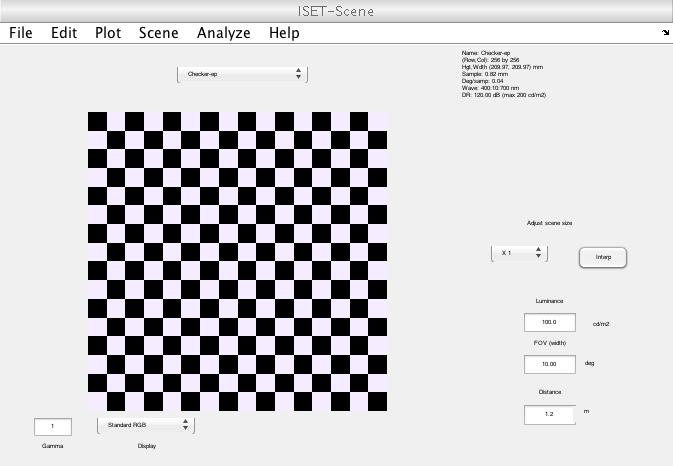 ISET-Scene
File Edit Plot Scene Analyze Help
Name: Checker-ep
(Row,Col): 256 by 256
Hgt,Wdth (209.97, 209.97) mm
Sample: 0.82 mm
Deg/samp: 0.04
Wave: 400:10:700 nm
DR: 120.00 dB (max 200 cd/m2)
Checker-ep
Adjust scene size
X 1
Interp
Luminance
100.0 cd/m2
FOV (width)
10.00 deg
Distance
1.2 m
1 Standard RGB
Gamma Display